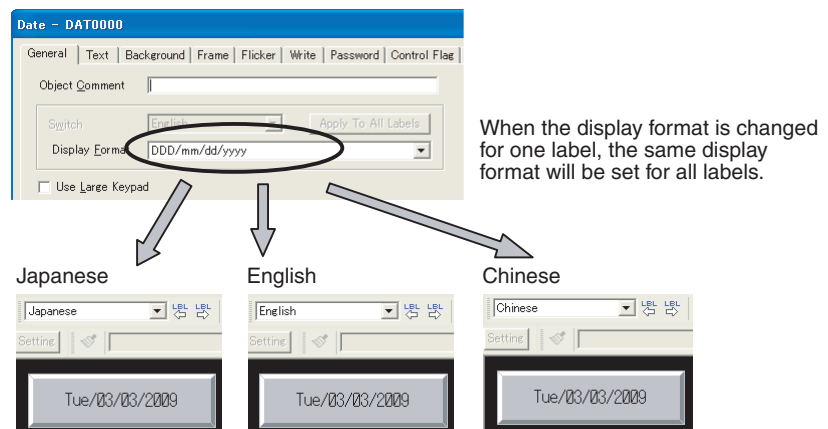 Date - DAT0000
General Text Background Frame Flicker Write Password Control Flag
Object Comment
Switch English Apply To All Labels
Display Format DDD/mm/dd/yyyy
Use Large Keypad
When the display format is changed
for one label, the same display
format will be set for all labels.
Japanese English Chinese
Japanese LBL LBL English LBL LBL Chinese LBL LBL
Setting Setting Setting
Tue/03/03/2009 Tue/03/03/2009 Tue/03/03/2009